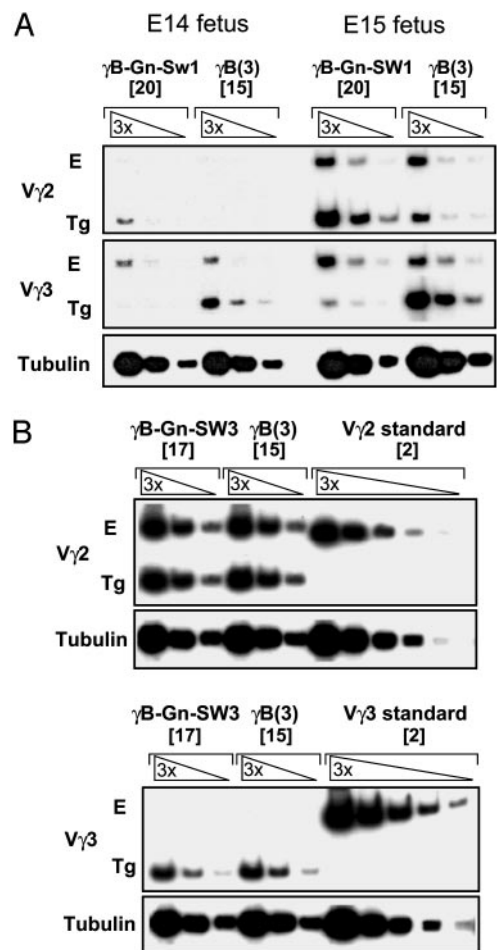 A
E14 fetus E15 fetus
γB-Gn-Sw1 γB(3) γB-Gn-SW1 γB(3)
[20] [15] [20] [15]
3x 3x 3x 3x
E
Vγ2
Tg
E
Vγ3
Tg
Tubulin
B
γB-Gn-SW3 γB(3) Vγ2 standard
[17] [15] [2]
3x 3x 3x
E
Vγ2
Tg
Tubulin
γB-Gn-SW3 γB(3) Vγ3 standard
[17] [15] [2]
3x 3x 3x
E
Vγ3
Tg
Tubulin